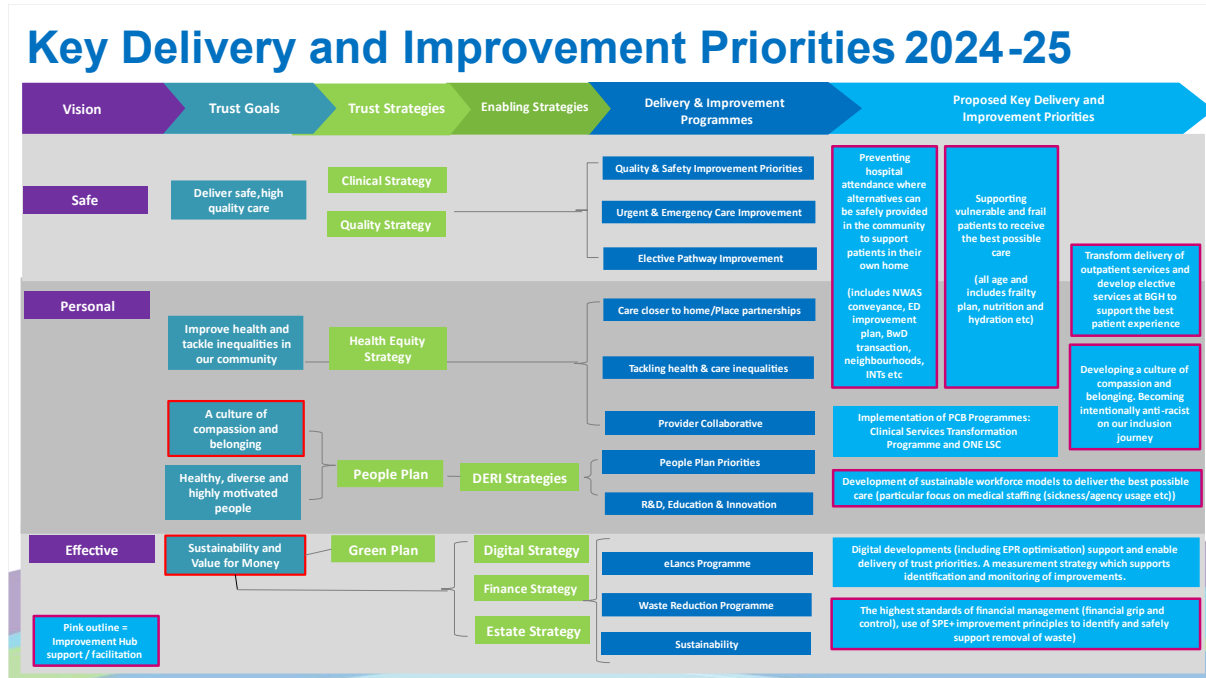 Key Delivery and Improvement Priorities 2024-25
Vision
Trust Goals
Trust Strategies
Enabling Strategies
Delivery & Improvement
Programmes
Proposed Key Delivery and
Improvement Priorities
Safe
Deliver safe,high
quality care
Clinical Strategy
Quality Strategy
Quality & Safety Improvement Priorities
Urgent & Emergency Care Improvement
Elective Pathway Improvement
Preventing
hospital
attendance where
alternatives can
be safely provided
in the community
to support
patients in their
own home
(includes NWAS
conveyance, ED
improvement
plan, BwD
transaction,
neighbourhoods,
INTs etc
Supporting
vulnerable and frail
patients to receive
the best possible
care
(all age and
includes frailty
plan, nutrition and
hydration etc)
Transform delivery of
outpatient services and
develop elective
services at BGH to
support the best
patient experience
Personal
Improve health and
tackle inequalities in
our community
Health Equity
Strategy
Care closer to home/Place partnerships
Tackling health & care inequalities
Provider Collaborative
Developing a culture of
compassion and
belonging. Becoming
intentionally anti-racist
on our inclusion
journey
A culture of
compassion and
belonging
Healthy, diverse and
highly motivated
people
People Plan
DERI Strategies
People Plan Priorities
R&D, Education & Innovation
Implementation of PCB Programmes:
Clinical Services Transformation
Programme and ONE LSC
Development of sustainable workforce models to deliver the best possible
care (particular focus on medical staffing (sickness/agency usage etc))
Effective
Sustainability and
Value for Money
Green Plan
Digital Strategy
Finance Strategy
Estate Strategy
eLancs Programme
Waste Reduction Programme
Sustainability
Digital developments (including EPR optimisation) support and enable
delivery of trust priorities. A measurement strategy which supports
identification and monitoring of improvements.
The highest standards of financial management (financial grip and
control), use of SPE+ improvement principles to identify and safely
support removal of waste)
Pink outline =
Improvement Hub
support / facilitation